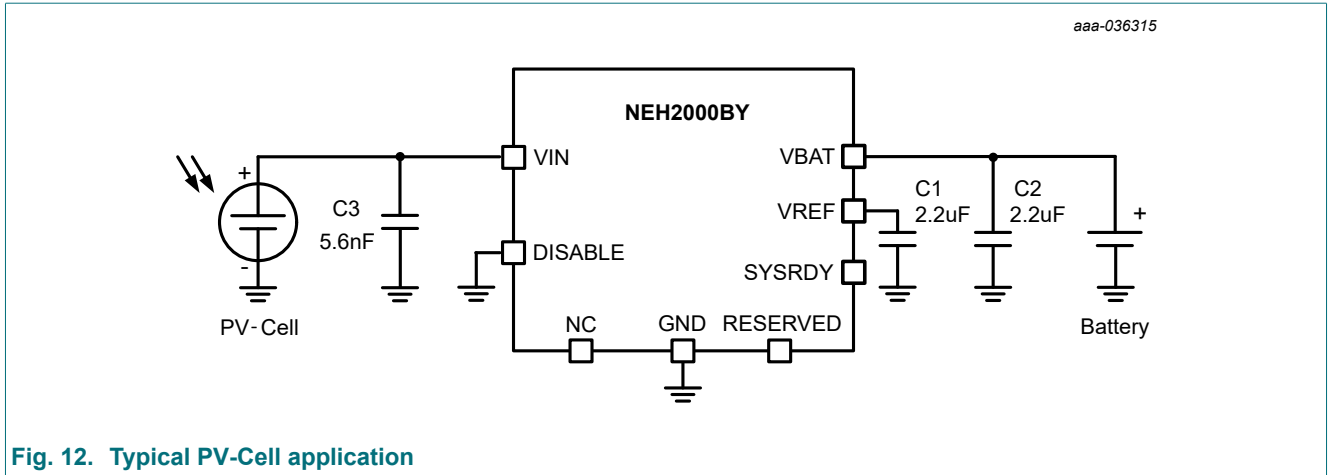 aaa-036315
NEH2000BY
VIN
VBAT
+
C3
5.6nF
-
PV-Cell
DISABLE
VREF
C1
2.2uF
C2
2.2uF
+
SYSRDY
NC
GND
RESERVED
Battery
Fig. 12. Typical PV-Cell application